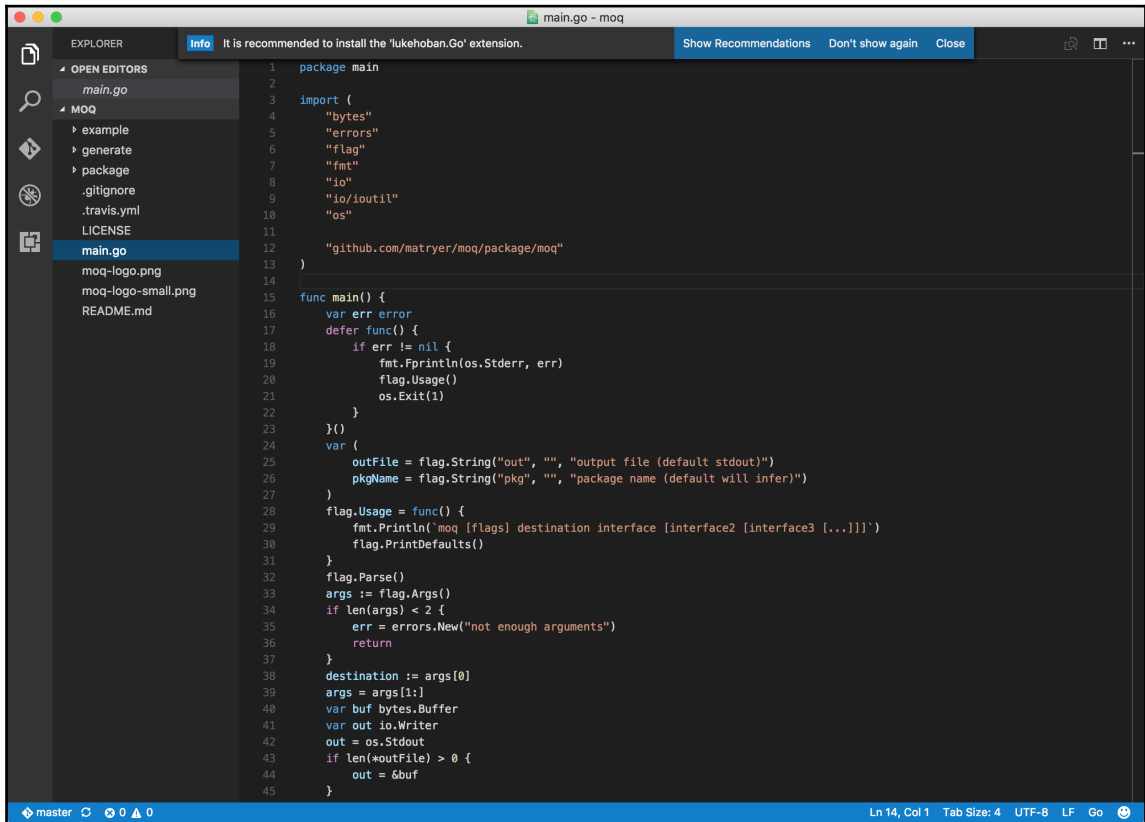 main.go - moq
EXPLORER
Info It is recommended to install the 'lukehoban.Go' extension. Show Recommendations Don't show again Close
OPEN EDITORS
main.go
MOQ
example
generate
package
.gitignore
.travis.yml
LICENSE
main.go
moq-logo.png
moq-logo-small.png
README.md
1 package main
2
3 import (
4 "bytes"
5 "errors"
6 "flag"
7 "fmt"
8 "io"
9 "io/ioutil"
10 "os"
11
12 "github.com/matryer/moq/package/moq"
13 )
14
15 func main() {
16 var err error
17 defer func() {
18 if err != nil {
19 fmt.Fprintln(os.Stderr, err)
20 flag.Usage()
21 os.Exit(1)
22 }
23 }()
24 var (
25 outFile = flag.String("out", "", "output file (default stdout)")
26 pkgName = flag.String("pkg", "", "package name (default will infer)")
27 )
28 flag.Usage = func() {
29 fmt.Println(`moq [flags] destination interface [interface2 [interface3 [...]]]`)
30 flag.PrintDefaults()
31 }
32 flag.Parse()
33 args := flag.Args()
34 if len(args) < 2 {
35 err = errors.New("not enough arguments")
36 return
37 }
38 destination := args[0]
39 args = args[1:]
40 var buf bytes.Buffer
41 var out io.Writer
42 out = os.Stdout
43 if len(*outFile) > 0 {
44 out = &buf
45 }
master 0 0 Ln 14, Col 1 Tab Size: 4 UTF-8 LF Go